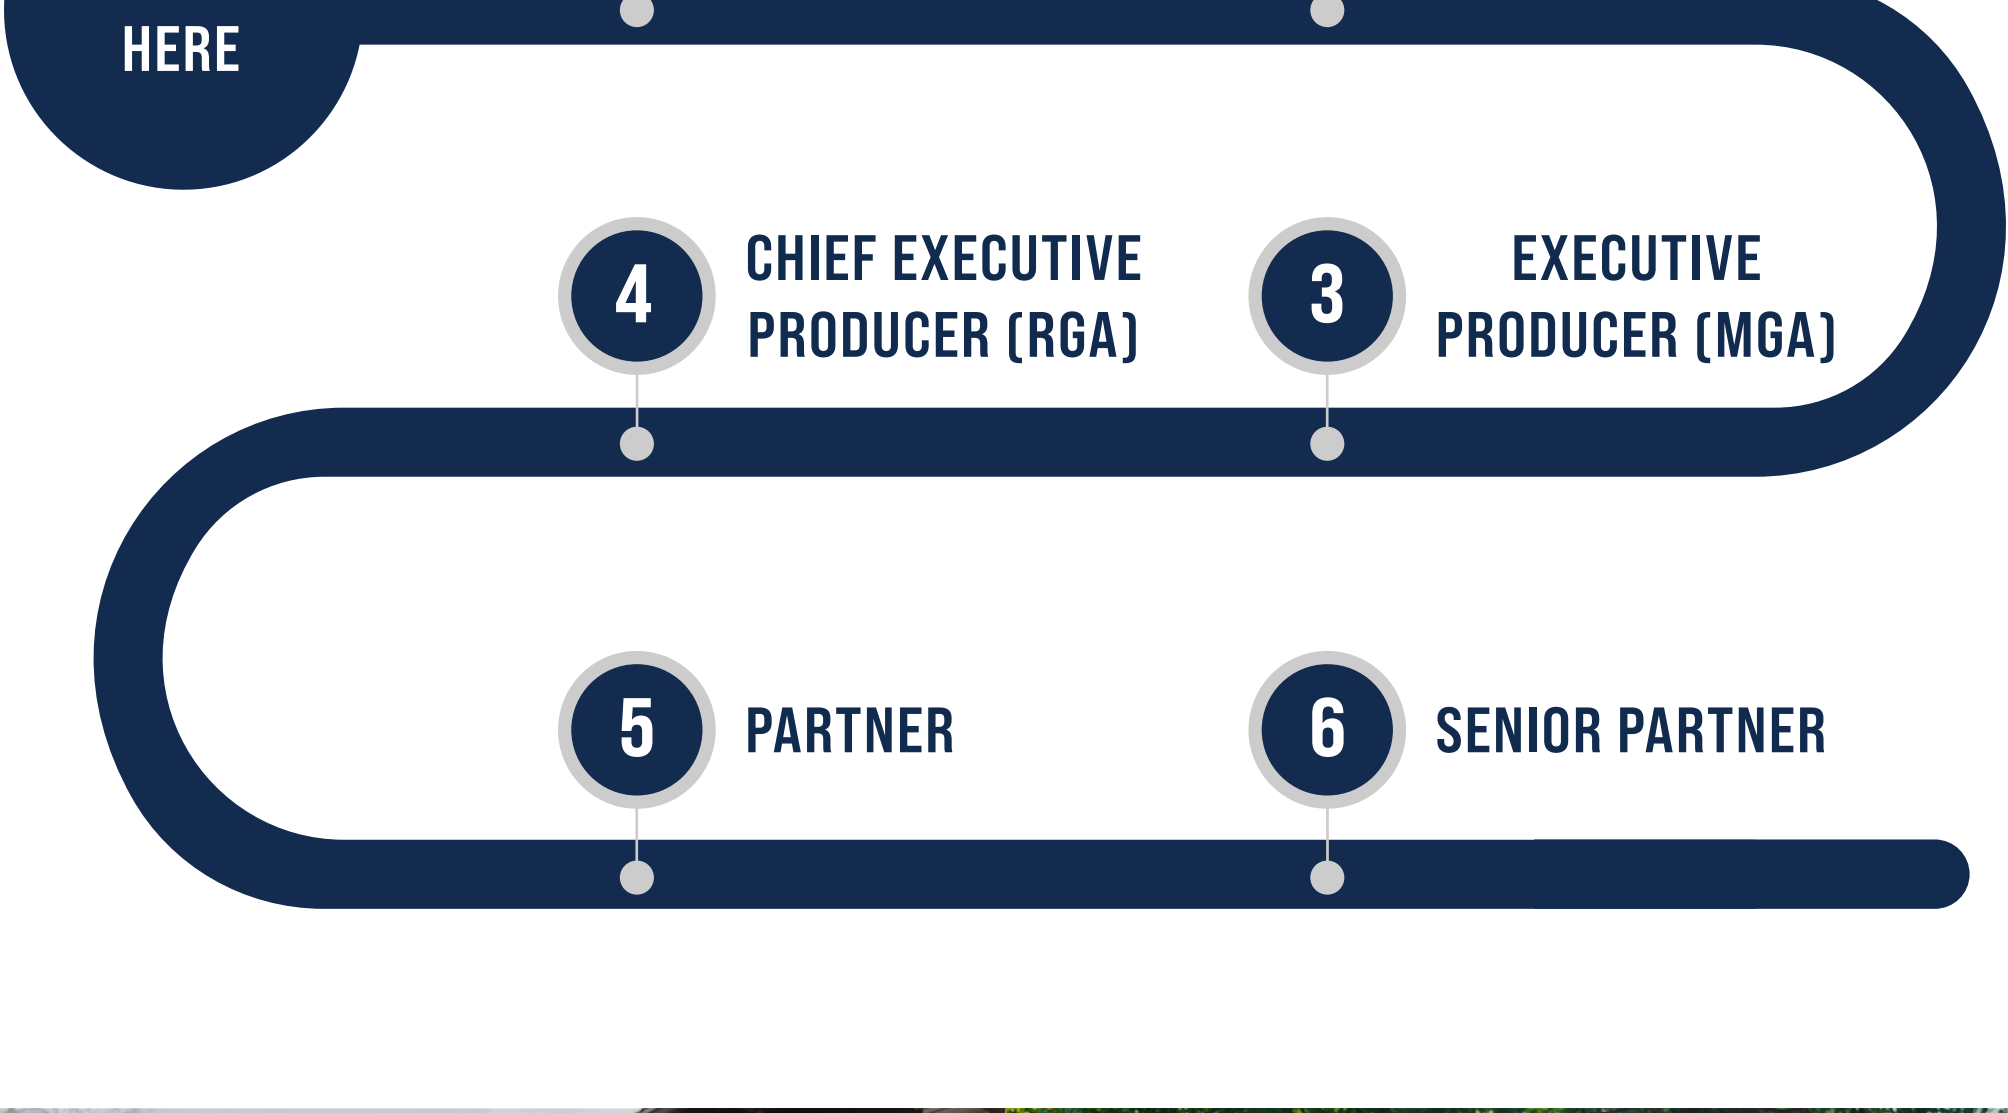 HERE
4
CHIEF EXECUTIVE
PRODUCER (RGA)
3
EXECUTIVE
PRODUCER (MGA)
5
PARTNER
6
SENIOR PARTNER